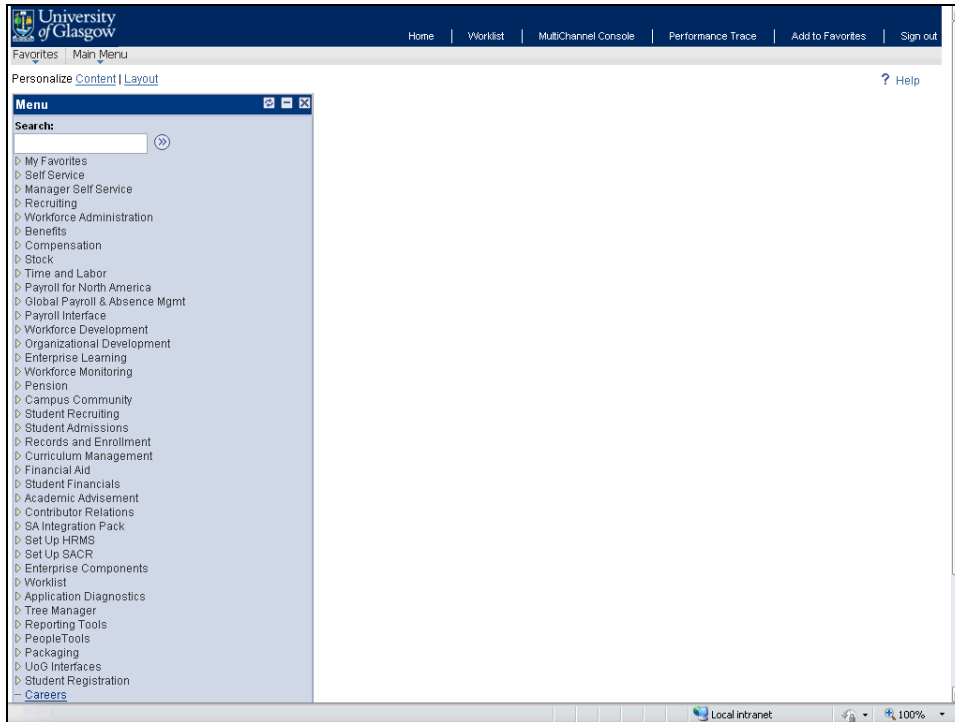 University
of Glasgow
Home | Worklist | MultiChannel Console | Performance Trace | Add to Favorites | Sign out
Favorites Main Menu
Personalize Content | Layout
? Help
Menu
Search:
My Favorites
Self Service
Manager Self Service
Recruiting
Workforce Administration
Benefits
Compensation
Stock
Time and Labor
Payroll for North America
Global Payroll & Absence Mgmt
Payroll Interface
Workforce Development
Organizational Development
Enterprise Learning
Workforce Monitoring
Pension
Campus Community
Student Recruiting
Student Admissions
Records and Enrollment
Curriculum Management
Financial Aid
Student Financials
Academic Advisement
Contributor Relations
SA Integration Pack
Set Up HRMS
Set Up SACR
Enterprise Components
Worklist
Application Diagnostics
Tree Manager
Reporting Tools
PeopleTools
Packaging
UoG Interfaces
Student Registration
Careers
Local intranet 100%